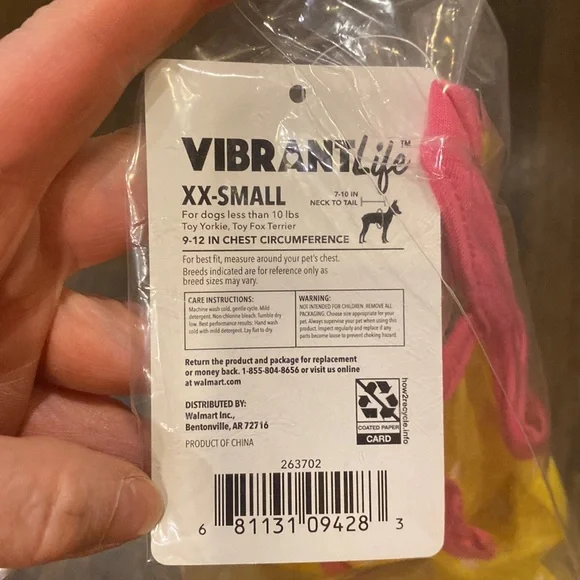 VIBRANTLife™
XX-SMALL
7-10 IN
NECK TO TAIL
For dogs less than 10 lbs
Toy Yorkie, Toy Fox Terrier
9-12 IN CHEST CIRCUMFERENCE
For best fit, measure around your pet's chest.
Breeds indicated are for reference only as
breed sizes may vary.
CARE INSTRUCTIONS:
Machine wash cold, gentle cycle. Mild
detergent. Non-chlorine bleach. Tumble dry
low. Best performance results: Hand wash
cold with mild detergent. Lay flat to dry.
WARNING:
NOT INTENDED FOR CHILDREN. REMOVE ALL
PACKAGING. Choose size appropriate for your
pet. Always supervise your pet when using this
product. Inspect regularly and replace if any
parts become loose to prevent choking hazard.
Return the product and package for replacement
or money back. 1-855-804-8656 or visit us online
at walmart.com
DISTRIBUTED BY:
Walmart Inc.,
Bentonville, AR 72716
PRODUCT OF CHINA
COATED PAPER
CARD
how2recycle.info
263702
6 81131 09428 3